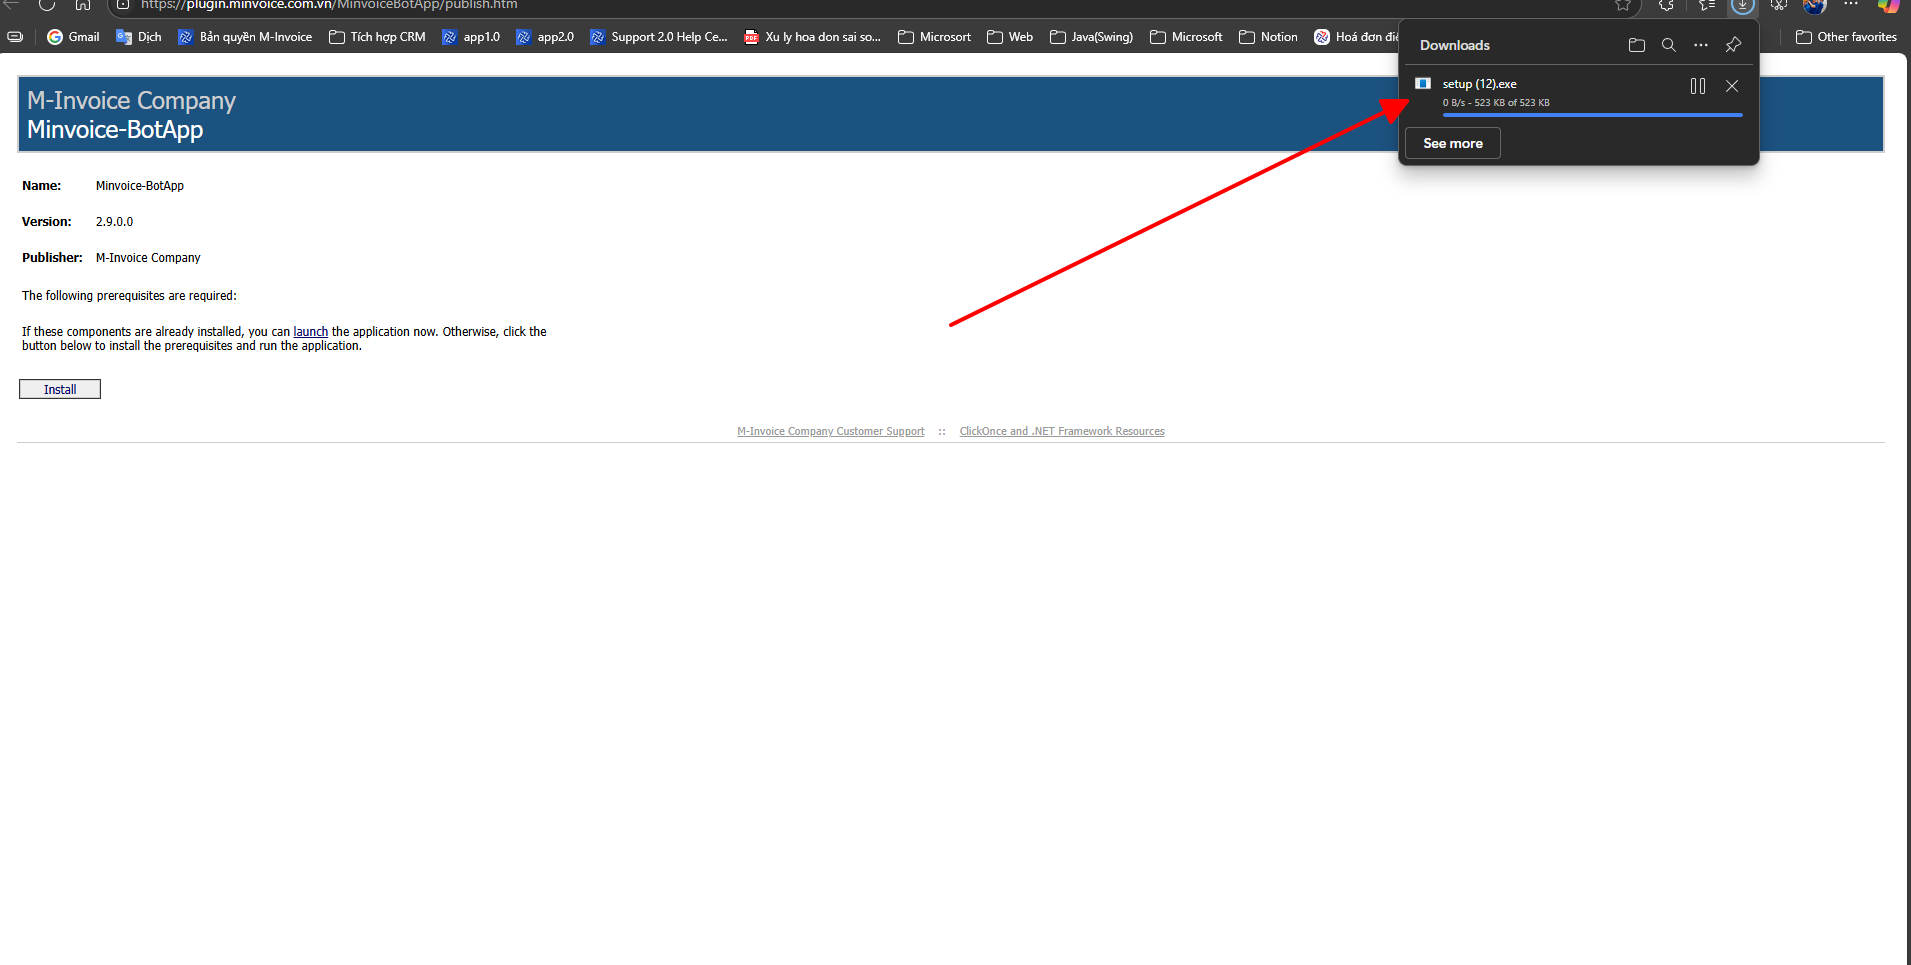 https://plugin.minvoice.com.vn/MinvoiceBotApp/publish.htm
Gmail Dịch Bản quyền M-Invoice Tích hợp CRM app1.0 app2.0 Support 2.0 Help Ce... Xu ly hoa don sai so... Microsort Web Java(Swing) Microsoft Notion Hoá đơn điệ Other favorites
Downloads
setup (12).exe
0 B/s - 523 KB of 523 KB
See more
M-Invoice Company
Minvoice-BotApp
Name: Minvoice-BotApp
Version: 2.9.0.0
Publisher: M-Invoice Company
The following prerequisites are required:
If these components are already installed, you can launch the application now. Otherwise, click the
button below to install the prerequisites and run the application.
Install
M-Invoice Company Customer Support :: ClickOnce and .NET Framework Resources